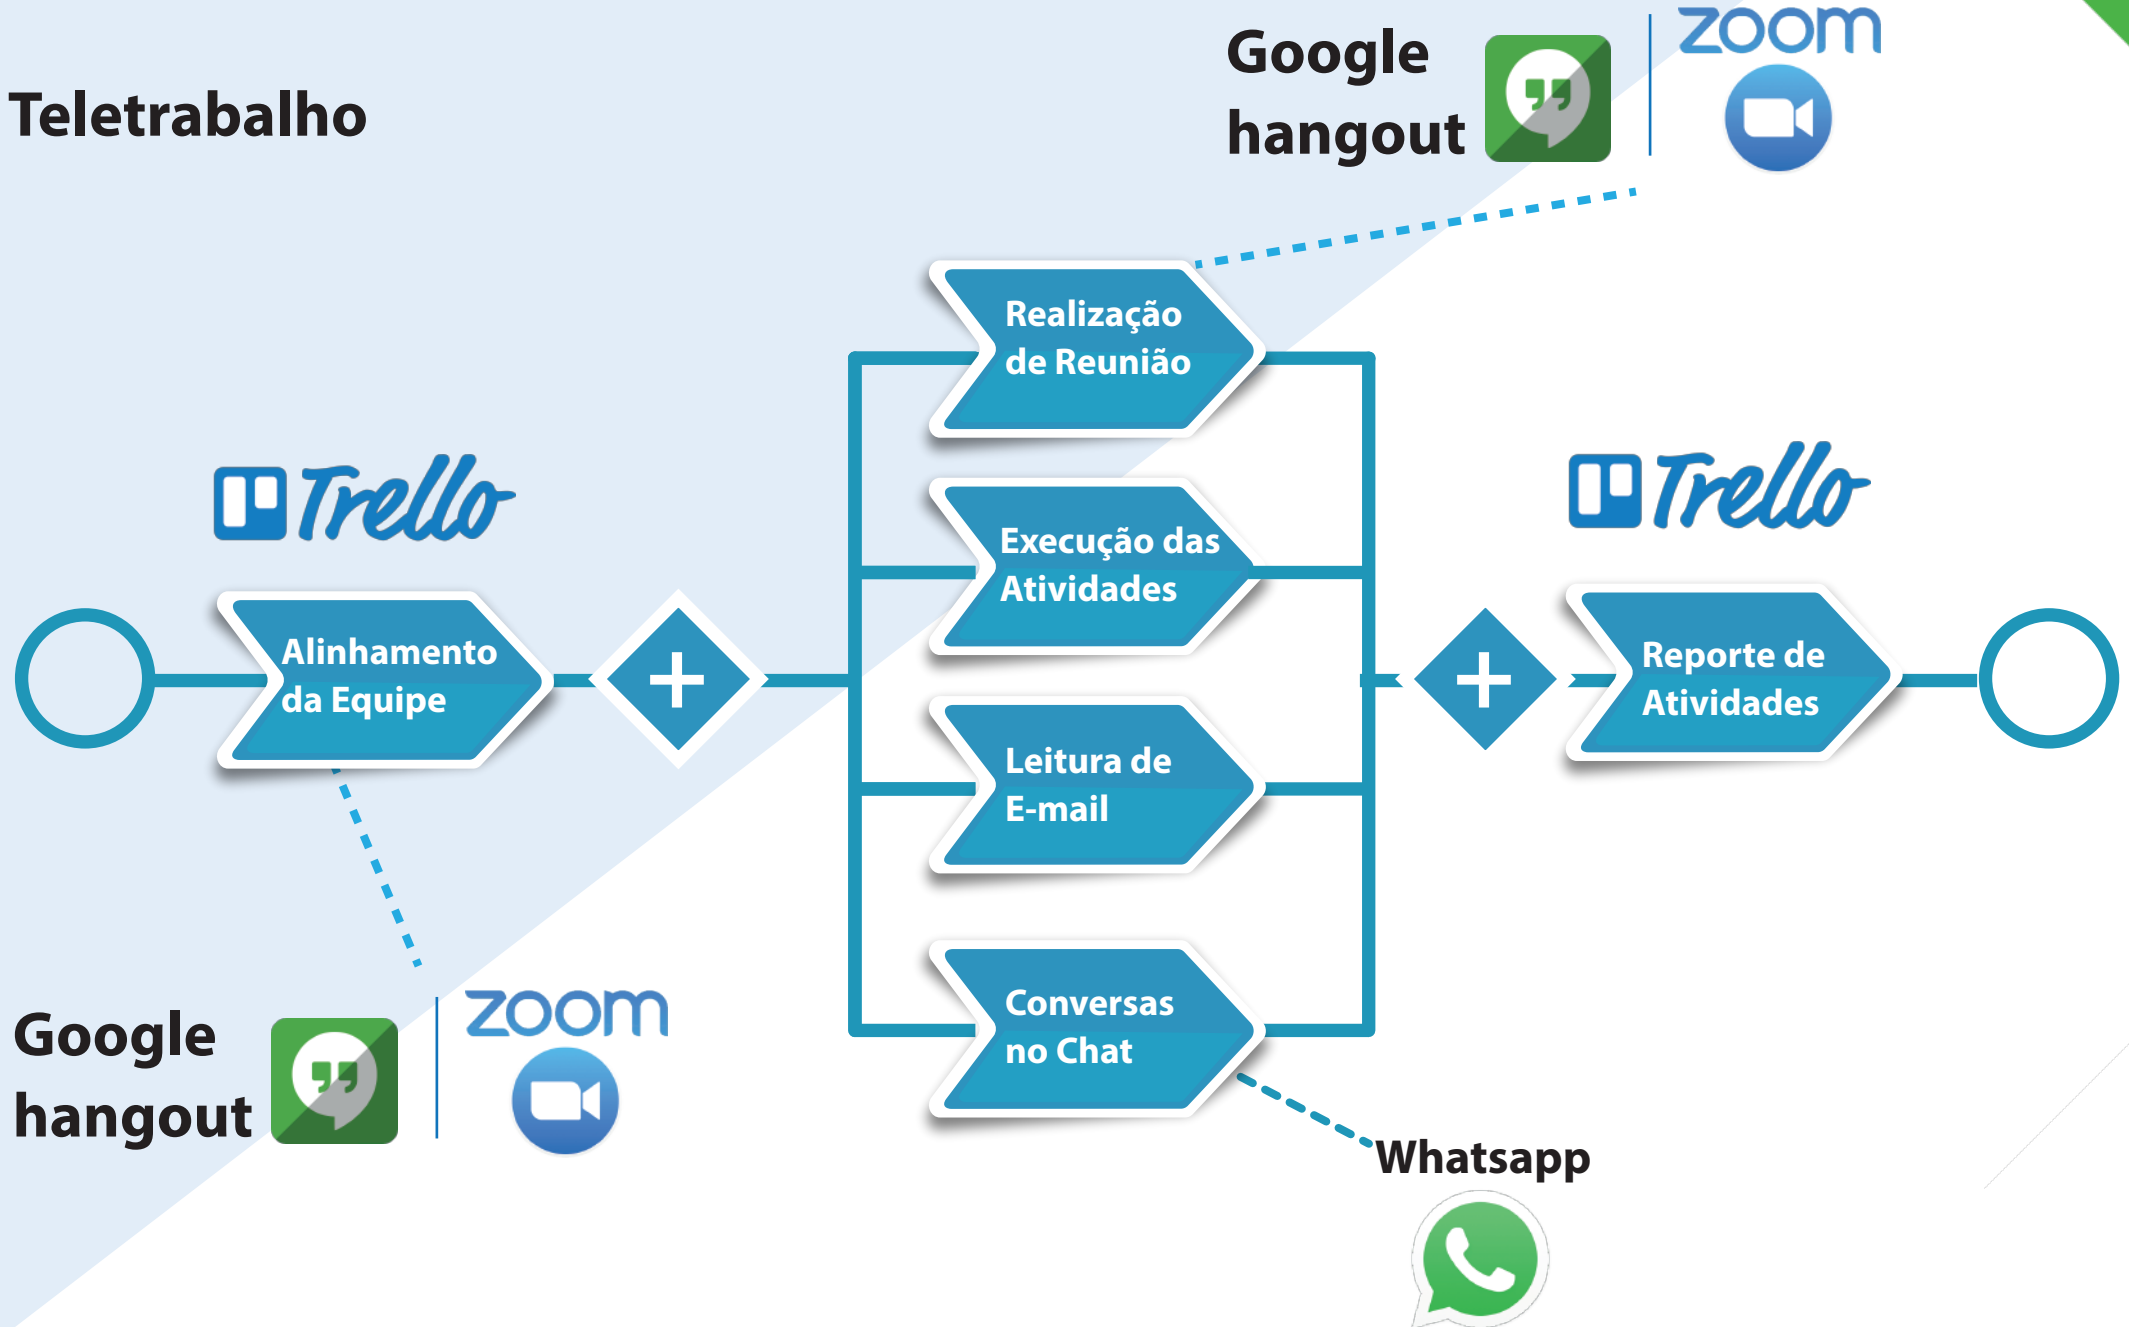 Teletrabalho
Google
hangout
zoom
Realização
de Reunião
Trello
Execução das
Atividades
Trello
Alinhamento
da Equipe
Reporte de
Atividades
Leitura de
E-mail
Conversas
no Chat
Google
hangout
zoom
Whatsapp